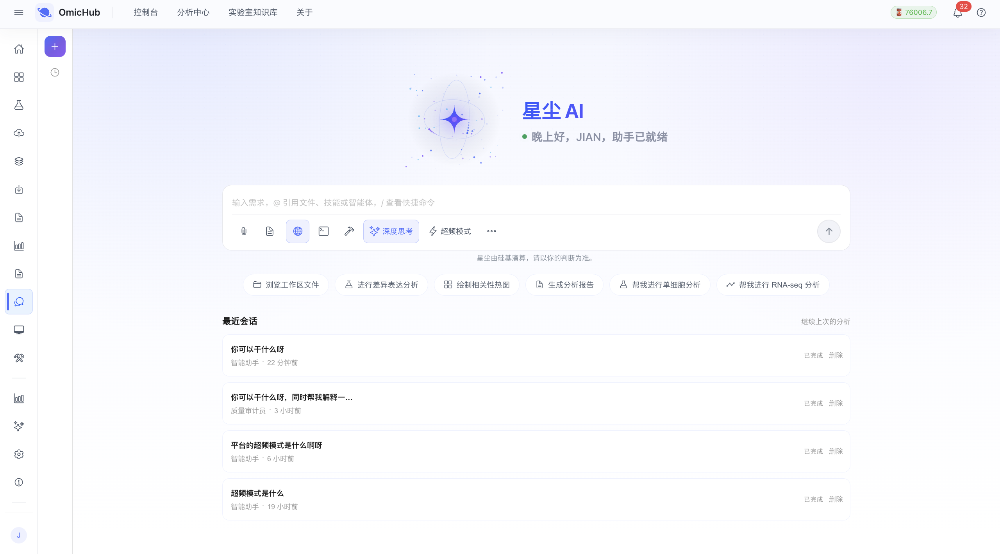 OmicHub
控制台
分析中心
实验室知识库
关于
76006.7
32
星尘 AI
晚上好，JIAN，助手已就绪
输入需求，@ 引用文件、技能或智能体，/ 查看快捷命令
深度思考
超频模式
星尘由硅基演算，请以你的判断为准。
浏览工作区文件
进行差异表达分析
绘制相关性热图
生成分析报告
帮我进行单细胞分析
帮我进行 RNA-seq 分析
最近会话
继续上次的分析
你可以干什么呀
智能助手 · 22 分钟前
已完成 删除
你可以干什么呀，同时帮我解释一...
质量审计员 · 3 小时前
已完成 删除
平台的超频模式是什么啊呀
智能助手 · 6 小时前
已完成 删除
超频模式是什么
智能助手 · 19 小时前
已完成 删除
J